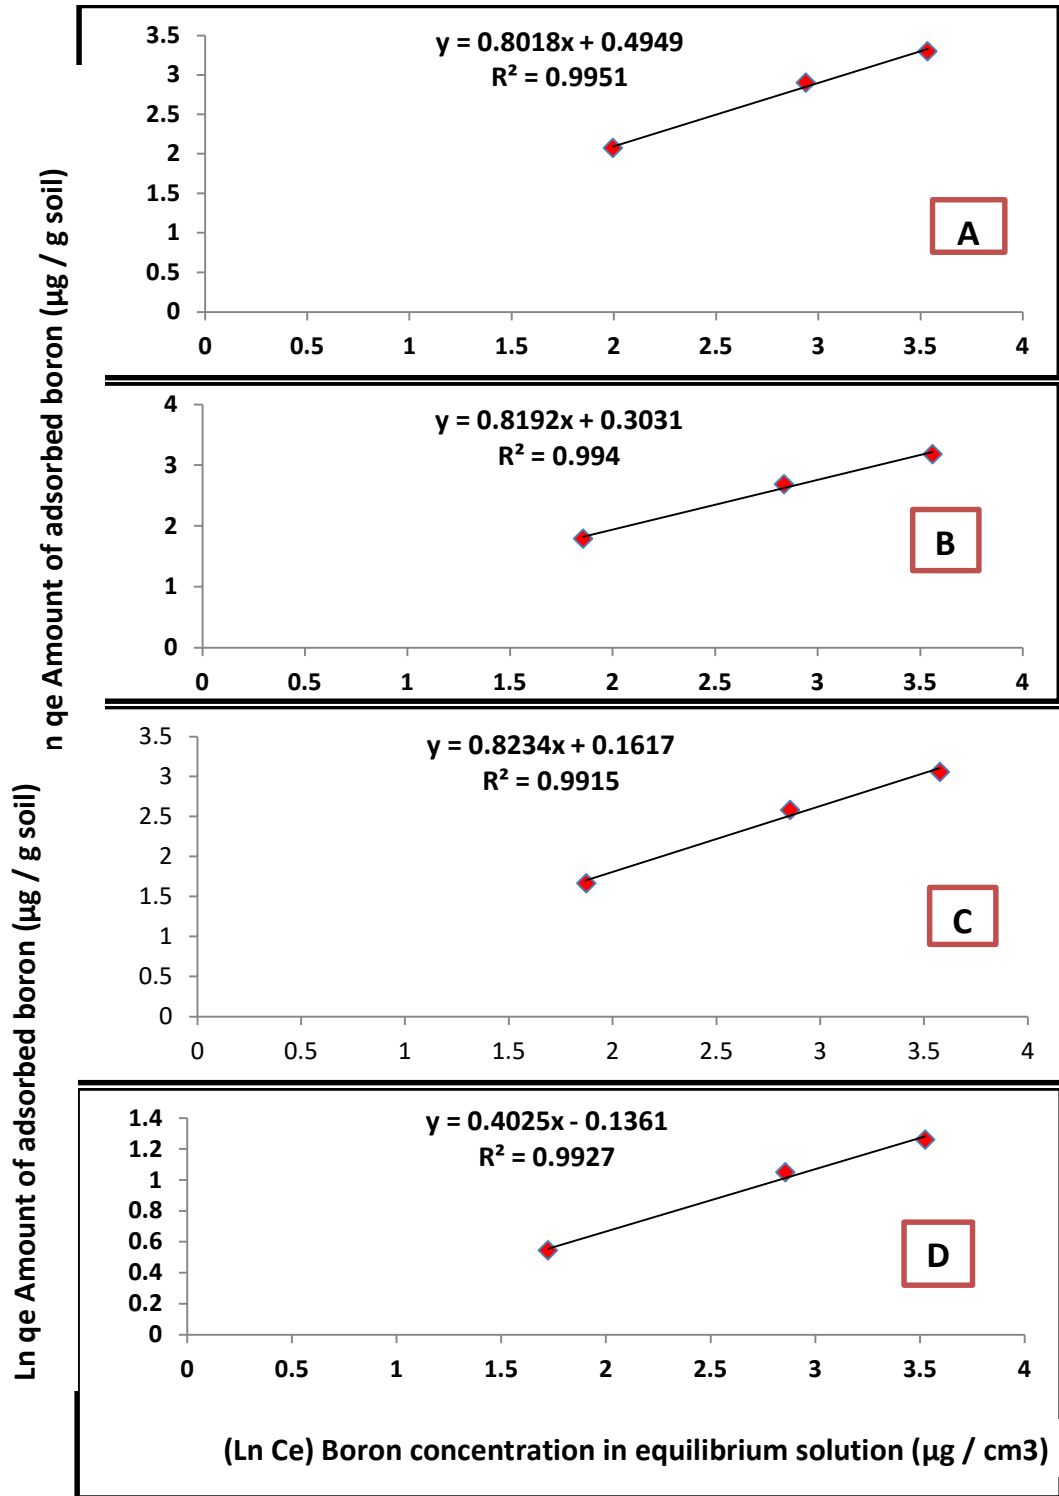 n qe Amount of adsorbed boron (µg / g soil)
Ln qe Amount of adsorbed boron (µg / g soil)
y = 0.8018x + 0.4949
R² = 0.9951
3.5
3
2.5
2
1.5
1
0.5
0
A
0 0.5 1 1.5 2 2.5 3 3.5 4
y = 0.8192x + 0.3031
R² = 0.994
4
3
2
1
0
B
0 0.5 1 1.5 2 2.5 3 3.5 4
y = 0.8234x + 0.1617
R² = 0.9915
3.5
3
2.5
2
1.5
1
0.5
0
C
0 0.5 1 1.5 2 2.5 3 3.5 4
y = 0.4025x - 0.1361
R² = 0.9927
1.4
1.2
1
0.8
0.6
0.4
0.2
0
D
0 0.5 1 1.5 2 2.5 3 3.5 4
(Ln Ce) Boron concentration in equilibrium solution (µg / cm3)